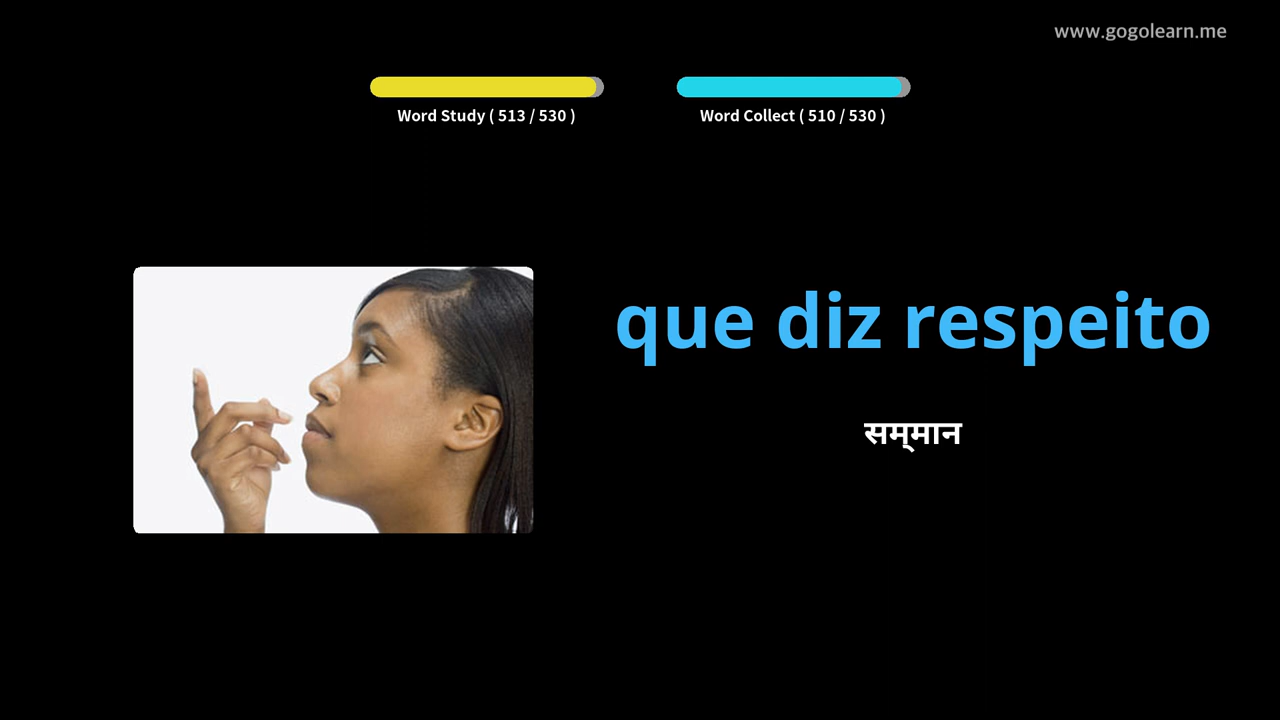 www.gogolearn.me
Word Study ( 513 / 530 )
Word Collect ( 510 / 530 )
que diz respeito
सम्मान